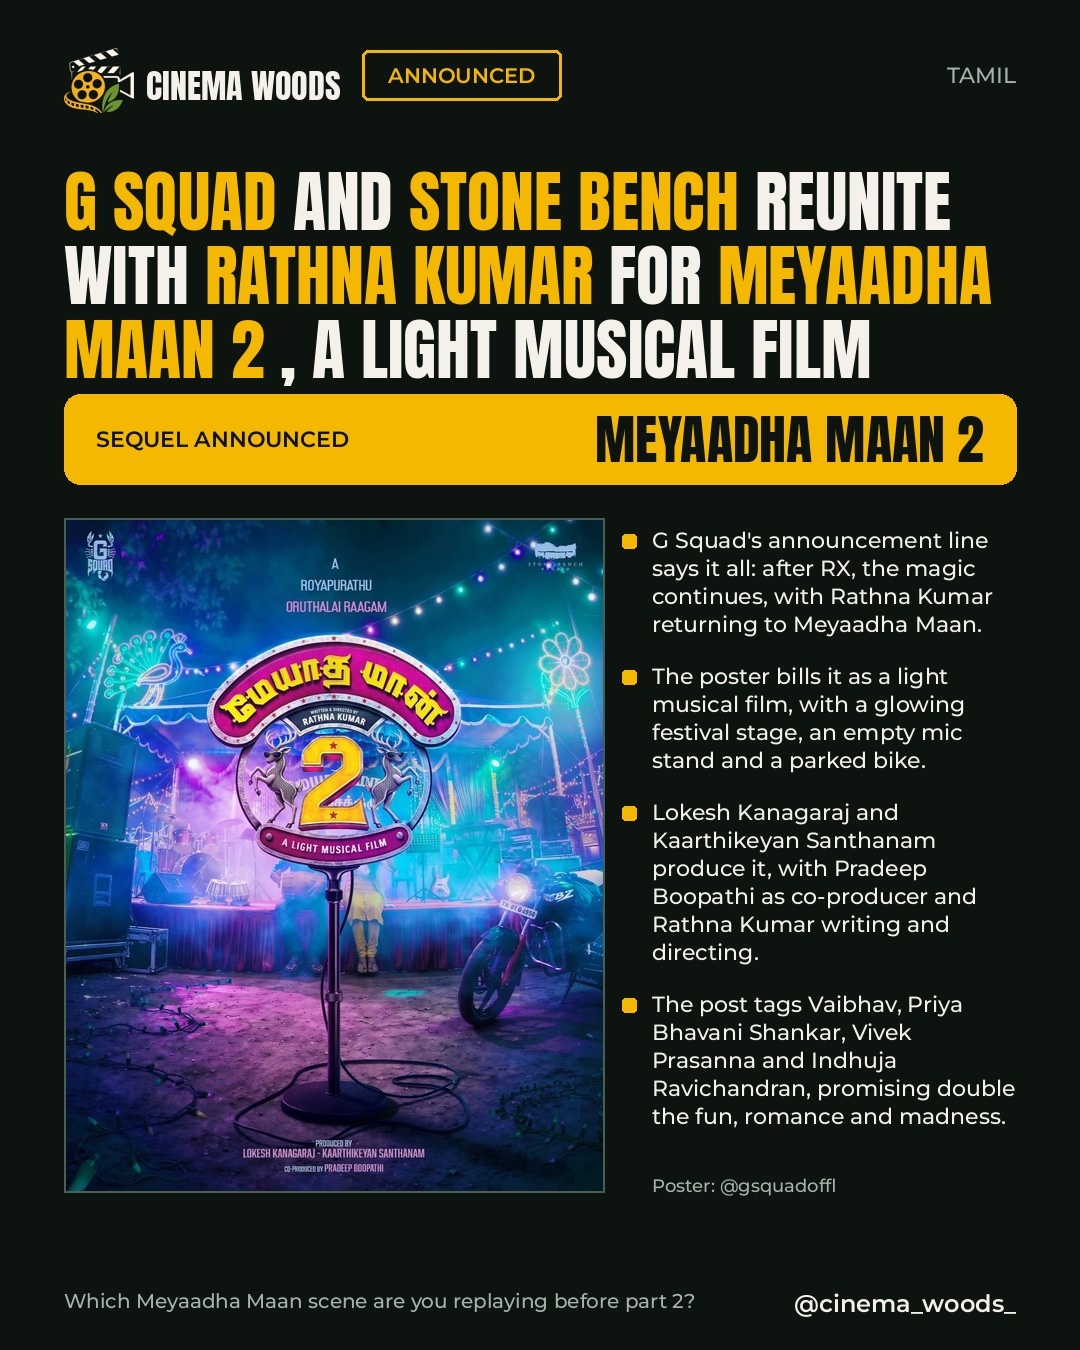 CINEMA WOODS
ANNOUNCED
TAMIL
G SQUAD AND STONE BENCH REUNITE
WITH RATHNA KUMAR FOR MEYAADHA
MAAN 2 , A LIGHT MUSICAL FILM
SEQUEL ANNOUNCED
MEYAADHA MAAN 2
G SQUAD
STONE BENCH
A
ROYAPURATHU
ORUTHALAI RAAGAM
மேயாத மான்
WRITTEN & DIRECTED BY
RATHNA KUMAR
2
A LIGHT MUSICAL FILM
PRODUCED BY
LOKESH KANAGARAJ - KAARTHIKEYAN SANTHANAM
CO-PRODUCED BY PRADEEP BOOPATHI
G Squad's announcement line
says it all: after RX, the magic
continues, with Rathna Kumar
returning to Meyaadha Maan.
The poster bills it as a light
musical film, with a glowing
festival stage, an empty mic
stand and a parked bike.
Lokesh Kanagaraj and
Kaarthikeyan Santhanam
produce it, with Pradeep
Boopathi as co-producer and
Rathna Kumar writing and
directing.
The post tags Vaibhav, Priya
Bhavani Shankar, Vivek
Prasanna and Indhuja
Ravichandran, promising double
the fun, romance and madness.
Poster: @gsquadoffl
Which Meyaadha Maan scene are you replaying before part 2?
@cinema_woods_